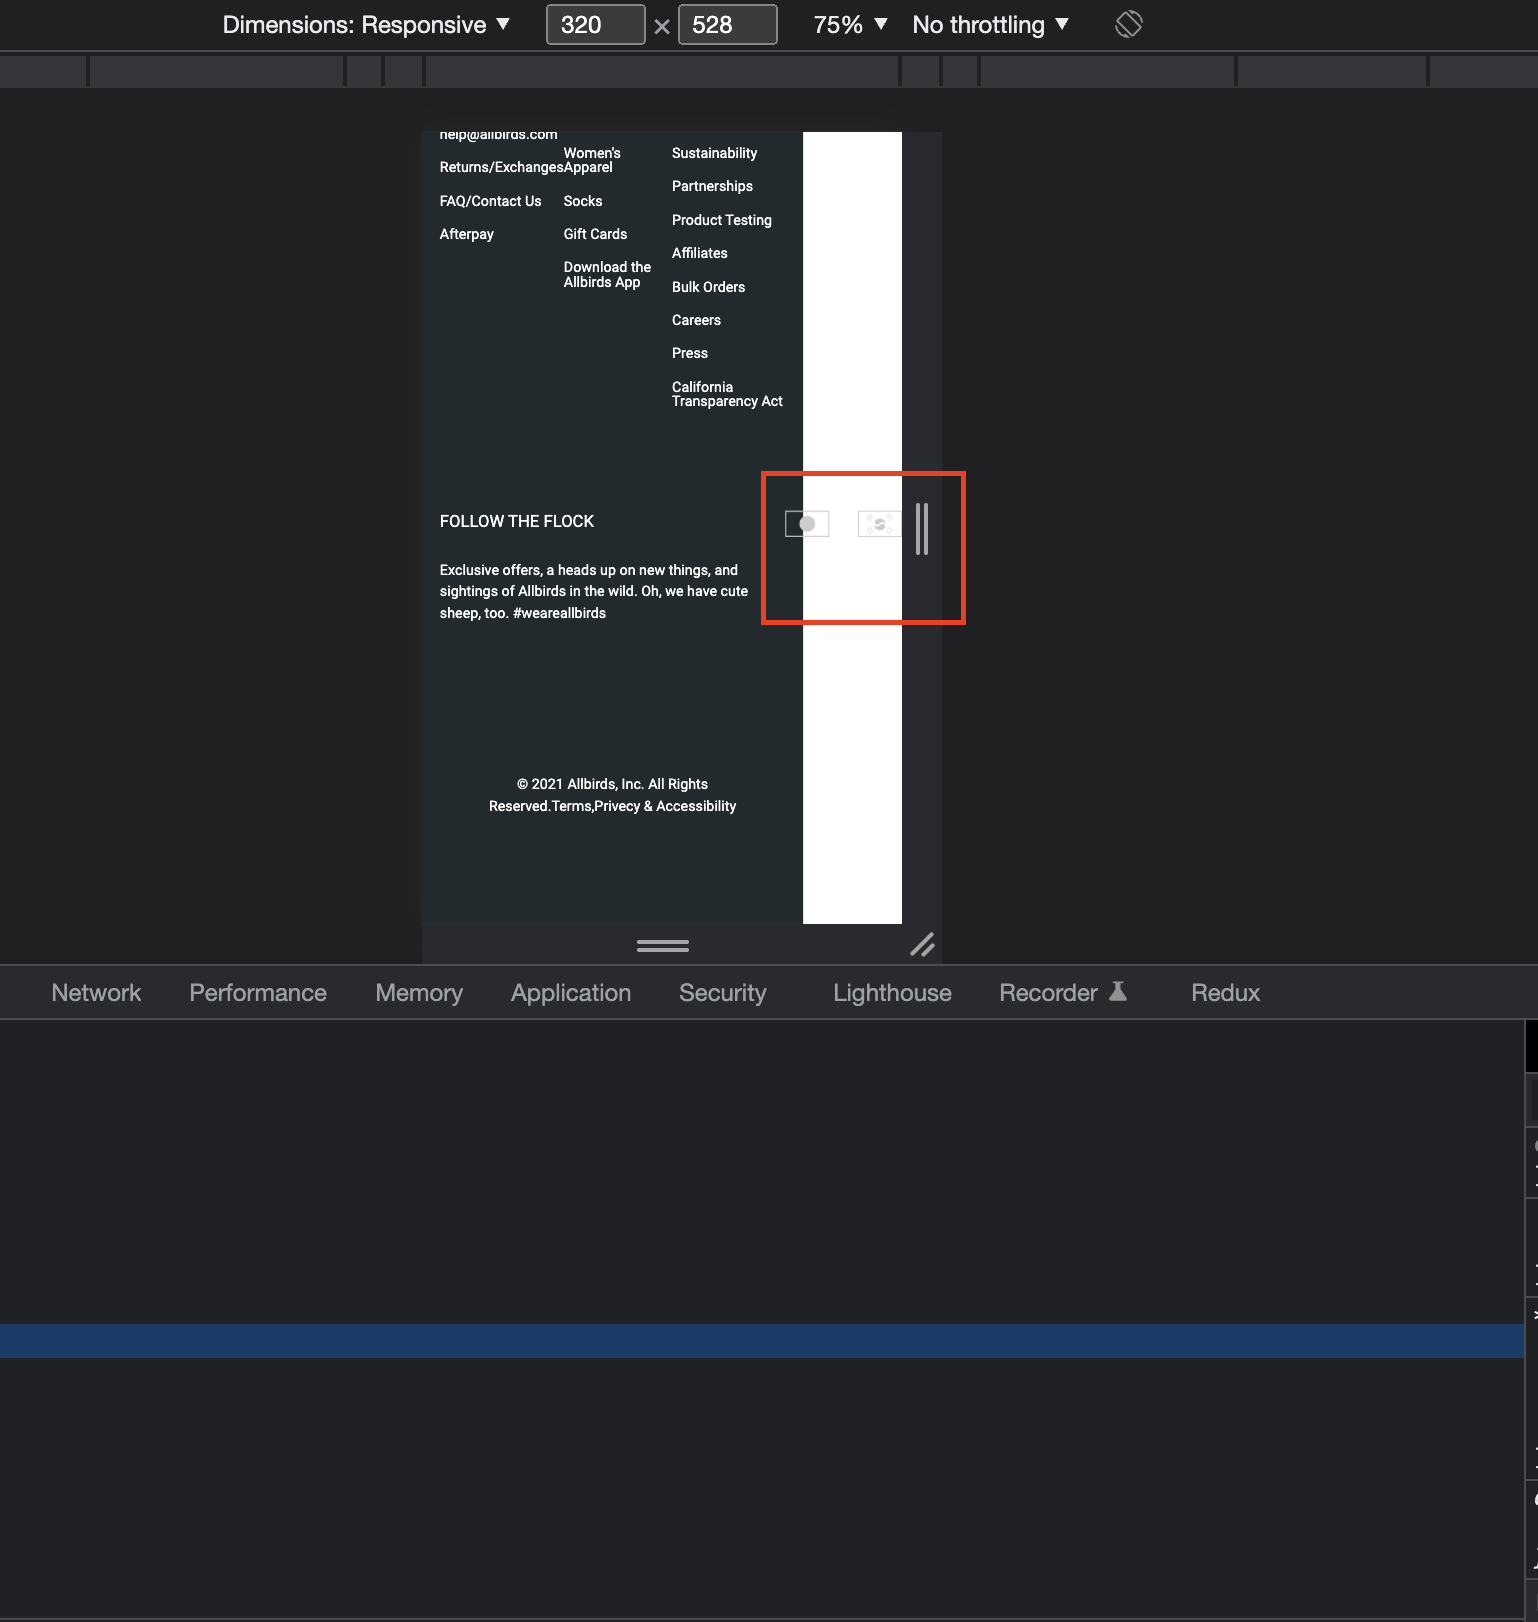 Dimensions: Responsive ▼ 320 × 528 75% ▼ No throttling ▼
help@allbirds.com
Returns/Exchanges
FAQ/Contact Us
Afterpay
Women's
Apparel
Socks
Gift Cards
Download the
Allbirds App
Sustainability
Partnerships
Product Testing
Affiliates
Bulk Orders
Careers
Press
California
Transparency Act
FOLLOW THE FLOCK
Exclusive offers, a heads up on new things, and
sightings of Allbirds in the wild. Oh, we have cute
sheep, too. #weareallbirds
© 2021 Allbirds, Inc. All Rights
Reserved.Terms,Privecy & Accessibility
Network Performance Memory Application Security Lighthouse Recorder Redux